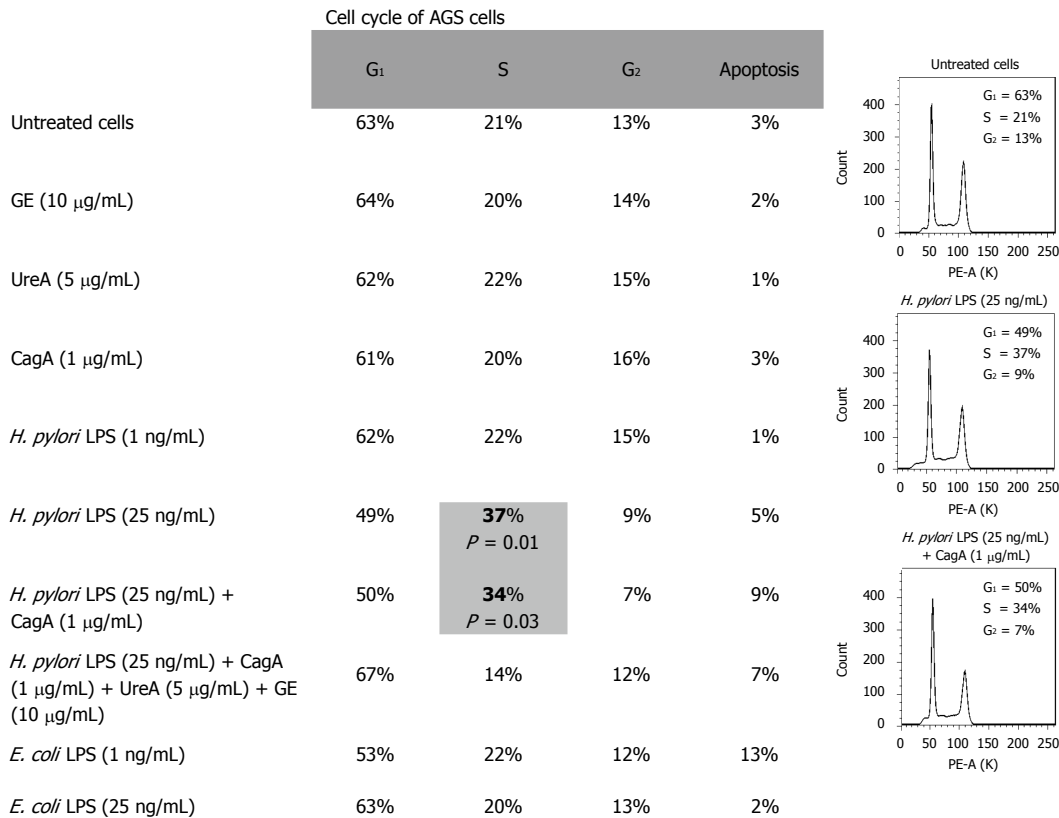 Cell cycle of AGS cells
G₁ S G₂ Apoptosis
Untreated cells 63% 21% 13% 3%
GE (10 μg/mL) 64% 20% 14% 2%
UreA (5 μg/mL) 62% 22% 15% 1%
CagA (1 μg/mL) 61% 20% 16% 3%
H. pylori LPS (1 ng/mL) 62% 22% 15% 1%
H. pylori LPS (25 ng/mL) 49% 37% 9% 5%
P = 0.01
H. pylori LPS (25 ng/mL) + 50% 34% 7% 9%
CagA (1 μg/mL) P = 0.03
H. pylori LPS (25 ng/mL) + CagA
(1 μg/mL) + UreA (5 μg/mL) + GE 67% 14% 12% 7%
(10 μg/mL)
E. coli LPS (1 ng/mL) 53% 22% 12% 13%
E. coli LPS (25 ng/mL) 63% 20% 13% 2%
Untreated cells
G₁ = 63%
S = 21%
G₂ = 13%
Count
400
300
200
100
0
0 50 100 150 200 250
PE-A (K)
H. pylori LPS (25 ng/mL)
G₁ = 49%
S = 37%
G₂ = 9%
Count
400
300
200
100
0
0 50 100 150 200 250
PE-A (K)
H. pylori LPS (25 ng/mL)
+ CagA (1 μg/mL)
G₁ = 50%
S = 34%
G₂ = 7%
Count
400
300
200
100
0
0 50 100 150 200 250
PE-A (K)